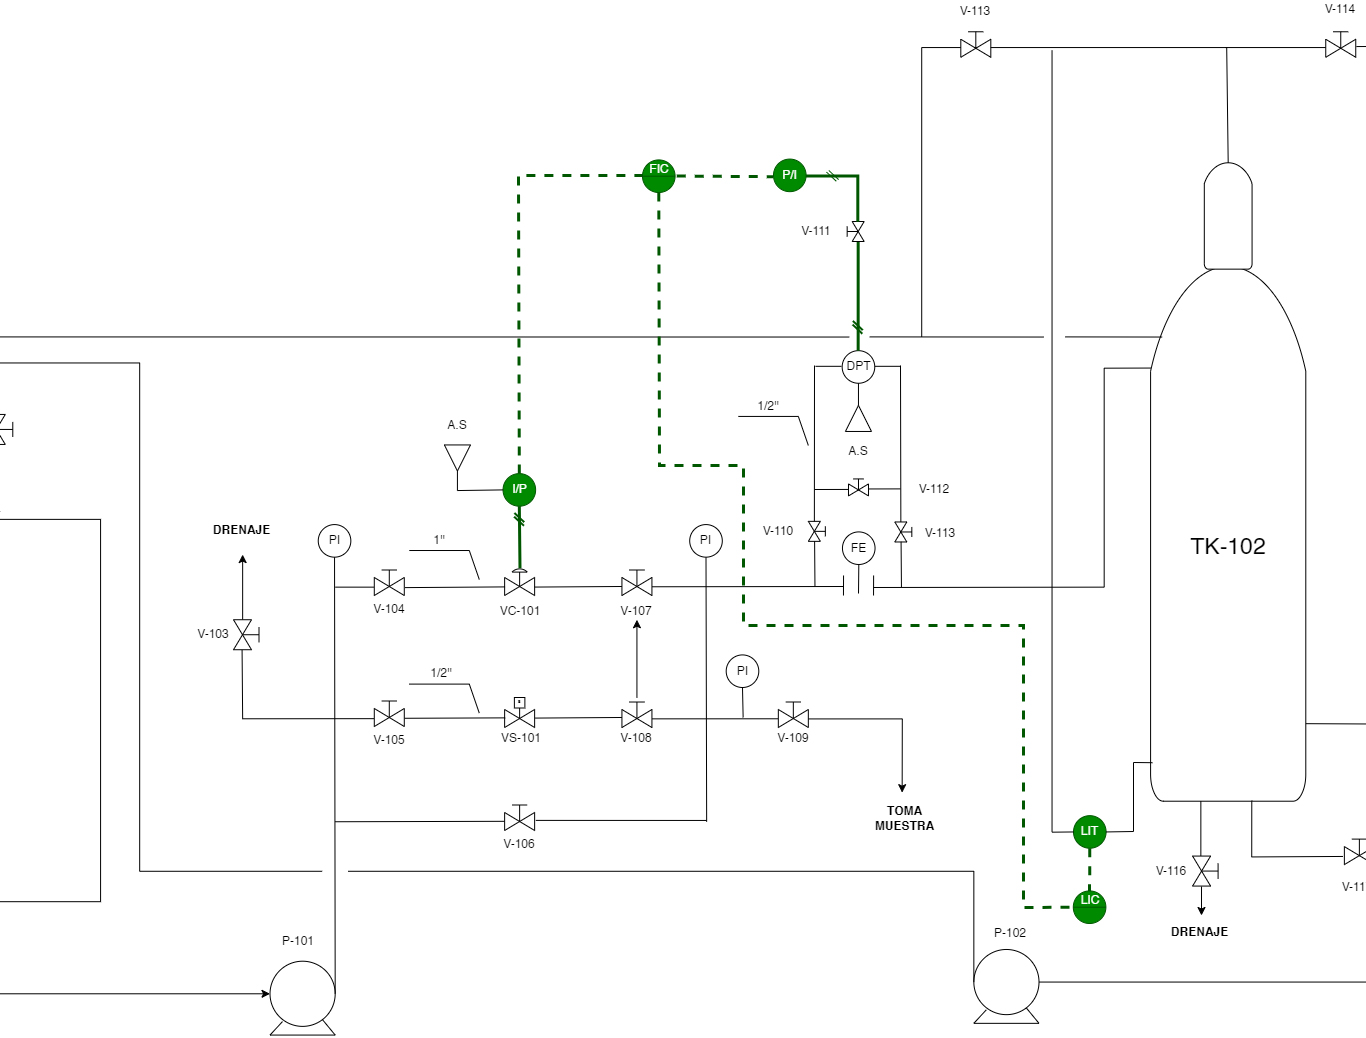 V-113
V-114
FIC
P/I
V-111
DPT
1/2"
A.S
A.S
I/P
V-112
DRENAJE
PI
1"
PI
V-110
FE
V-113
TK-102
V-104
VC-101
V-107
V-103
1/2"
PI
V-105
VS-101
V-108
V-109
TOMA
MUESTRA
LIT
V-106
V-116
V-11
LIC
DRENAJE
P-101
P-102